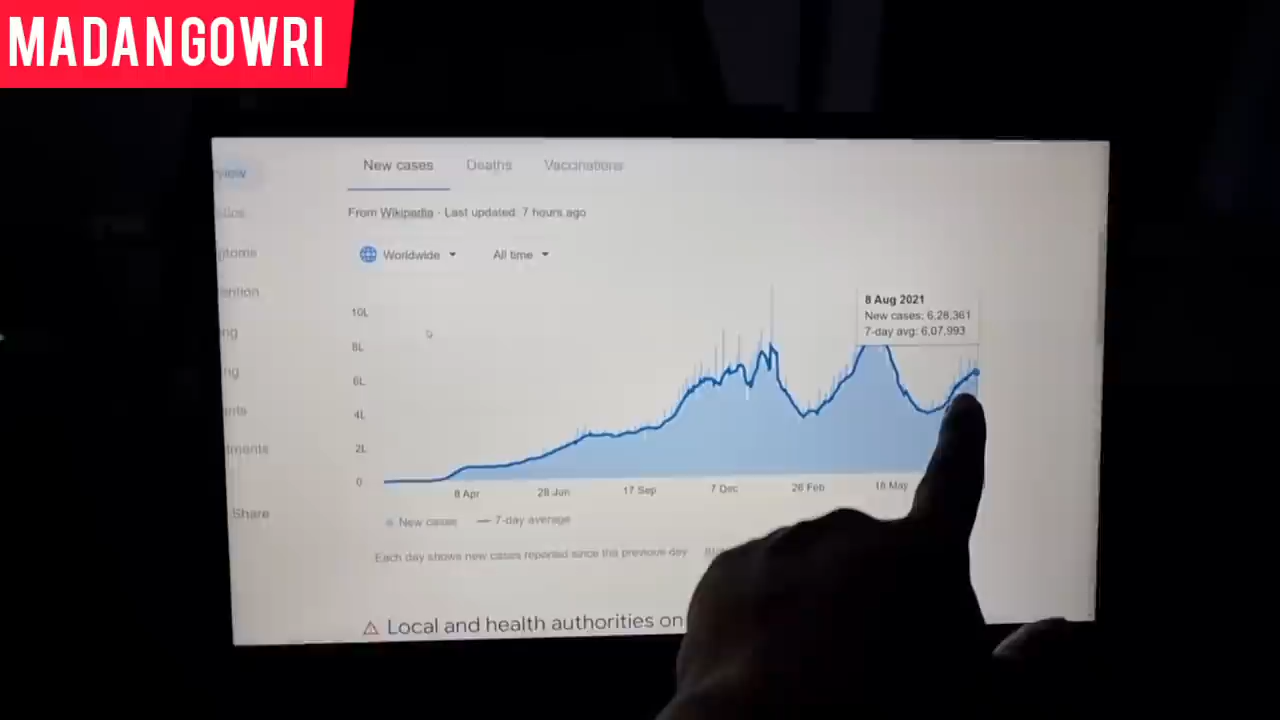 MADANGOWRI
New cases Deaths Vaccinations
From Wikipedia · Last updated: 7 hours ago
Worldwide All time
8 Aug 2021
New cases: 6,28,361
7-day avg: 6,07,993
10L
8L
6L
4L
2L
0
8 Apr 28 Jun 17 Sep 7 Dec 26 Feb 18 May
New cases 7-day average
Each day shows new cases reported since the previous day
Share
Local and health authorities on